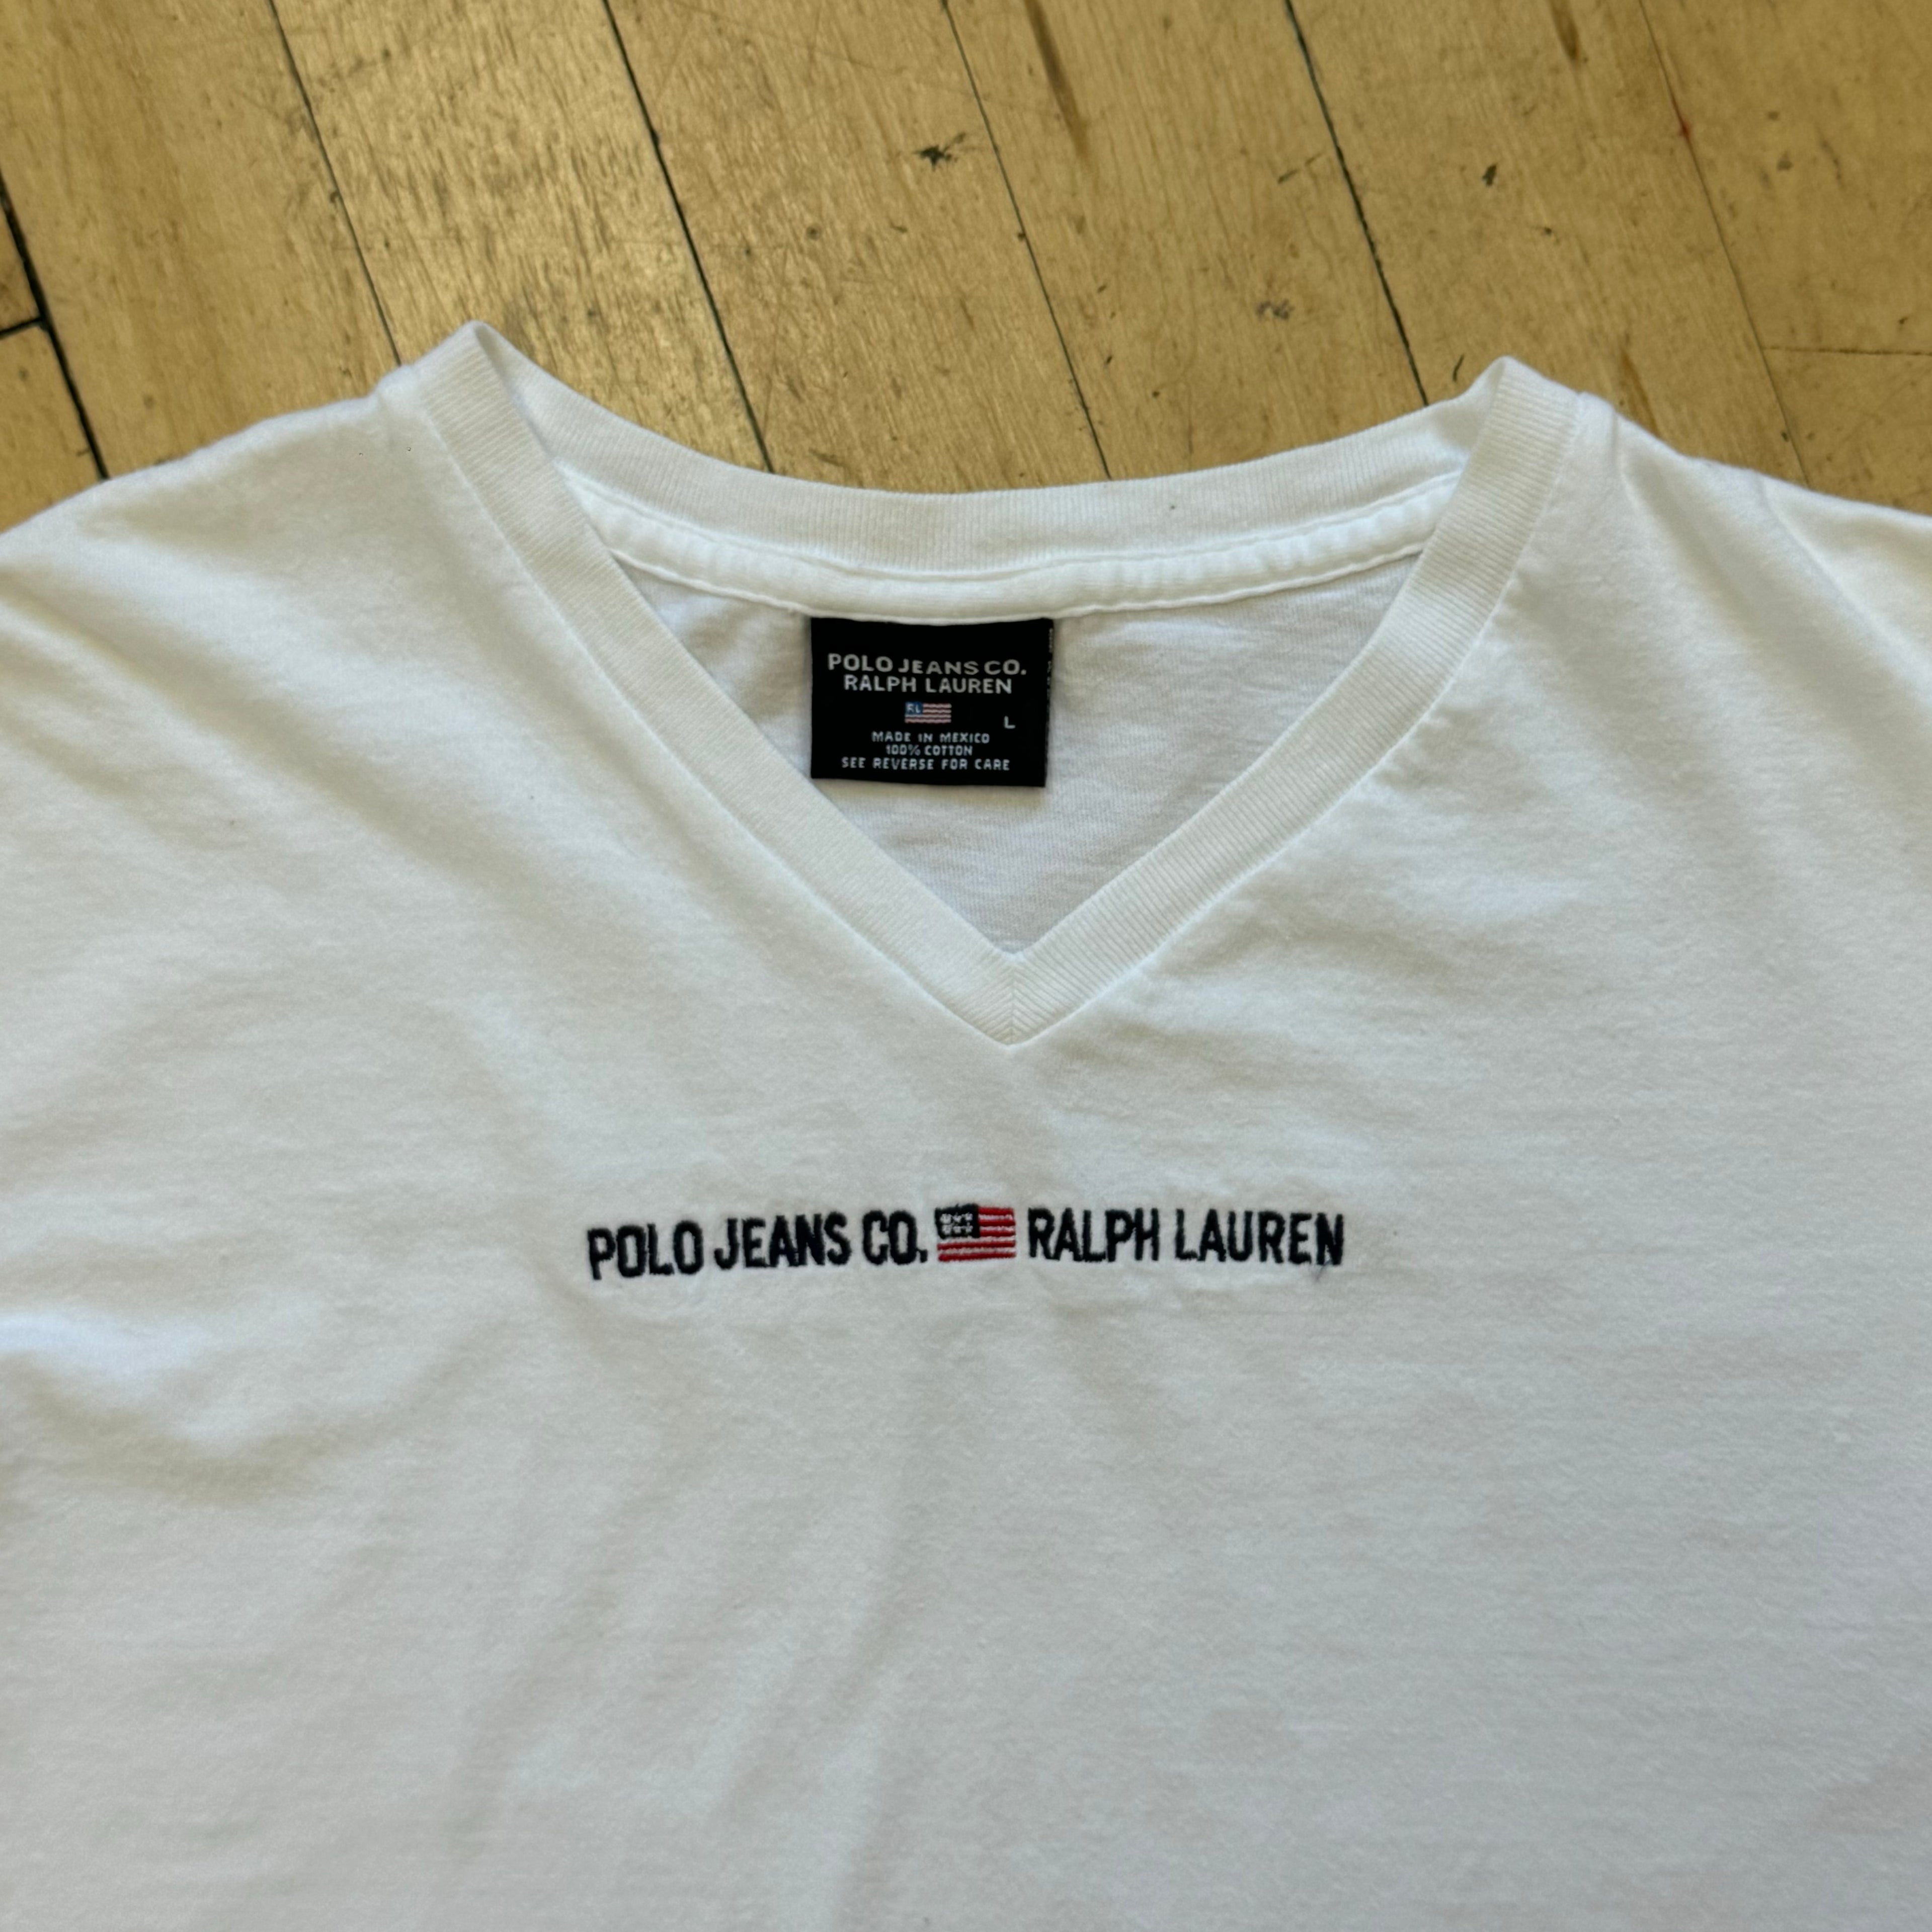 POLO JEANS CO.
RALPH LAUREN
RL
L
MADE IN MEXICO
100% COTTON
SEE REVERSE FOR CARE
POLO JEANS CO. RALPH LAUREN